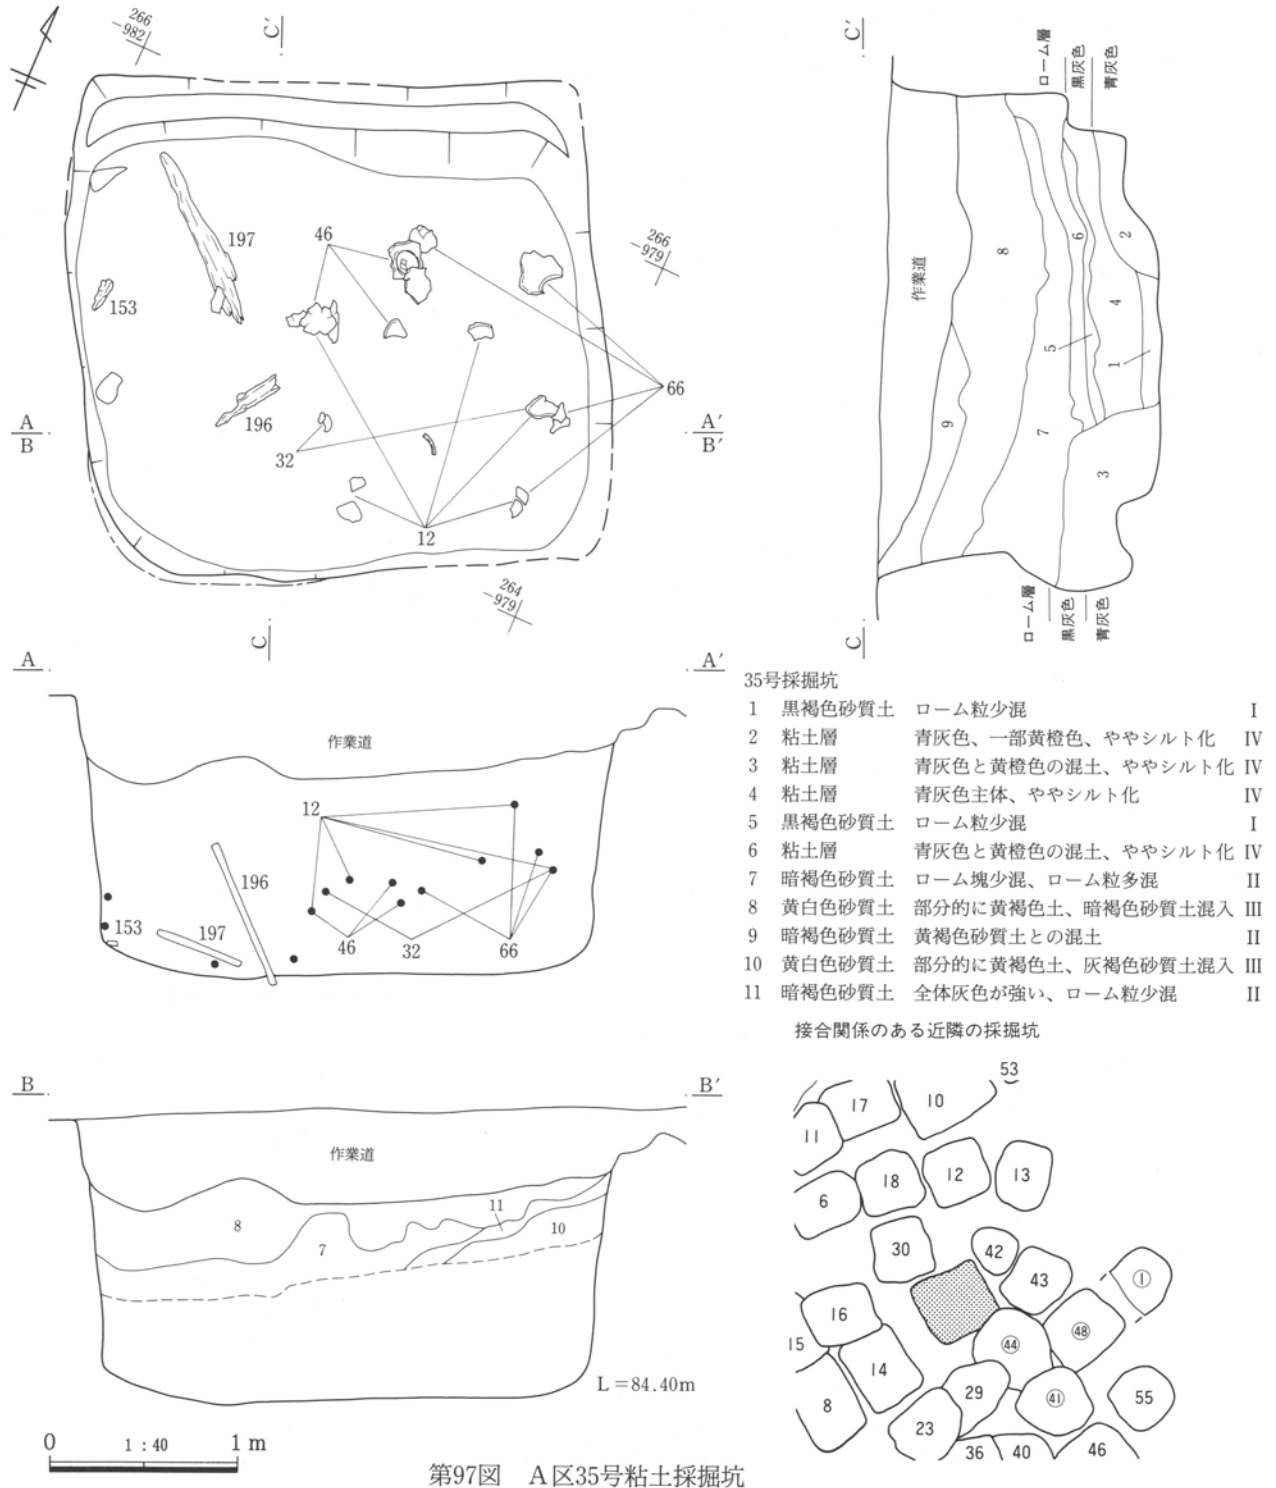 266
-982
C′
197
46
266
-979
153
66
196
A
B
A′
B′
32
12
264
-979
C
C′
ローム層
黒灰色
青灰色
作業道
8
6
2
4
5
1
9
7
3
ローム層
黒灰色
青灰色
C
A
A′
作業道
12
196
153
197
46
32
66
35号採掘坑
1 黒褐色砂質土 ローム粒少混 I
2 粘土層 青灰色、一部黄橙色、ややシルト化 IV
3 粘土層 青灰色と黄橙色の混土、ややシルト化 IV
4 粘土層 青灰色主体、ややシルト化 IV
5 黒褐色砂質土 ローム粒少混 I
6 粘土層 青灰色と黄橙色の混土、ややシルト化 IV
7 暗褐色砂質土 ローム塊少混、ローム粒多混 II
8 黄白色砂質土 部分的に黄褐色土、暗褐色砂質土混入 III
9 暗褐色砂質土 黄褐色砂質土との混土 II
10 黄白色砂質土 部分的に黄褐色土、灰褐色砂質土混入 III
11 暗褐色砂質土 全体灰色が強い、ローム粒少混 II
接合関係のある近隣の採掘坑
B
B′
作業道
8
7
11
10
L=84.40m
53
17
10
11
6
18
12
13
30
42
43
①
16
15
14
㊹
㊽
8
29
㊶
55
23
36
40
46
0 1:40 1m
第97図 A区35号粘土採掘坑